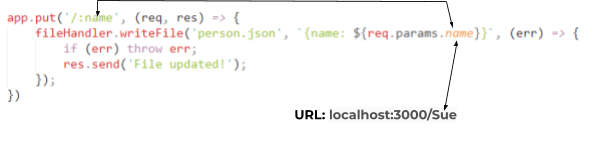 app.put('/:name', (req, res) => {
fileHandler.writeFile('person.json', `{name: ${req.params.name}}`, (err) => {
if (err) throw err;
res.send('File updated!');
});
})
URL: localhost:3000/Sue